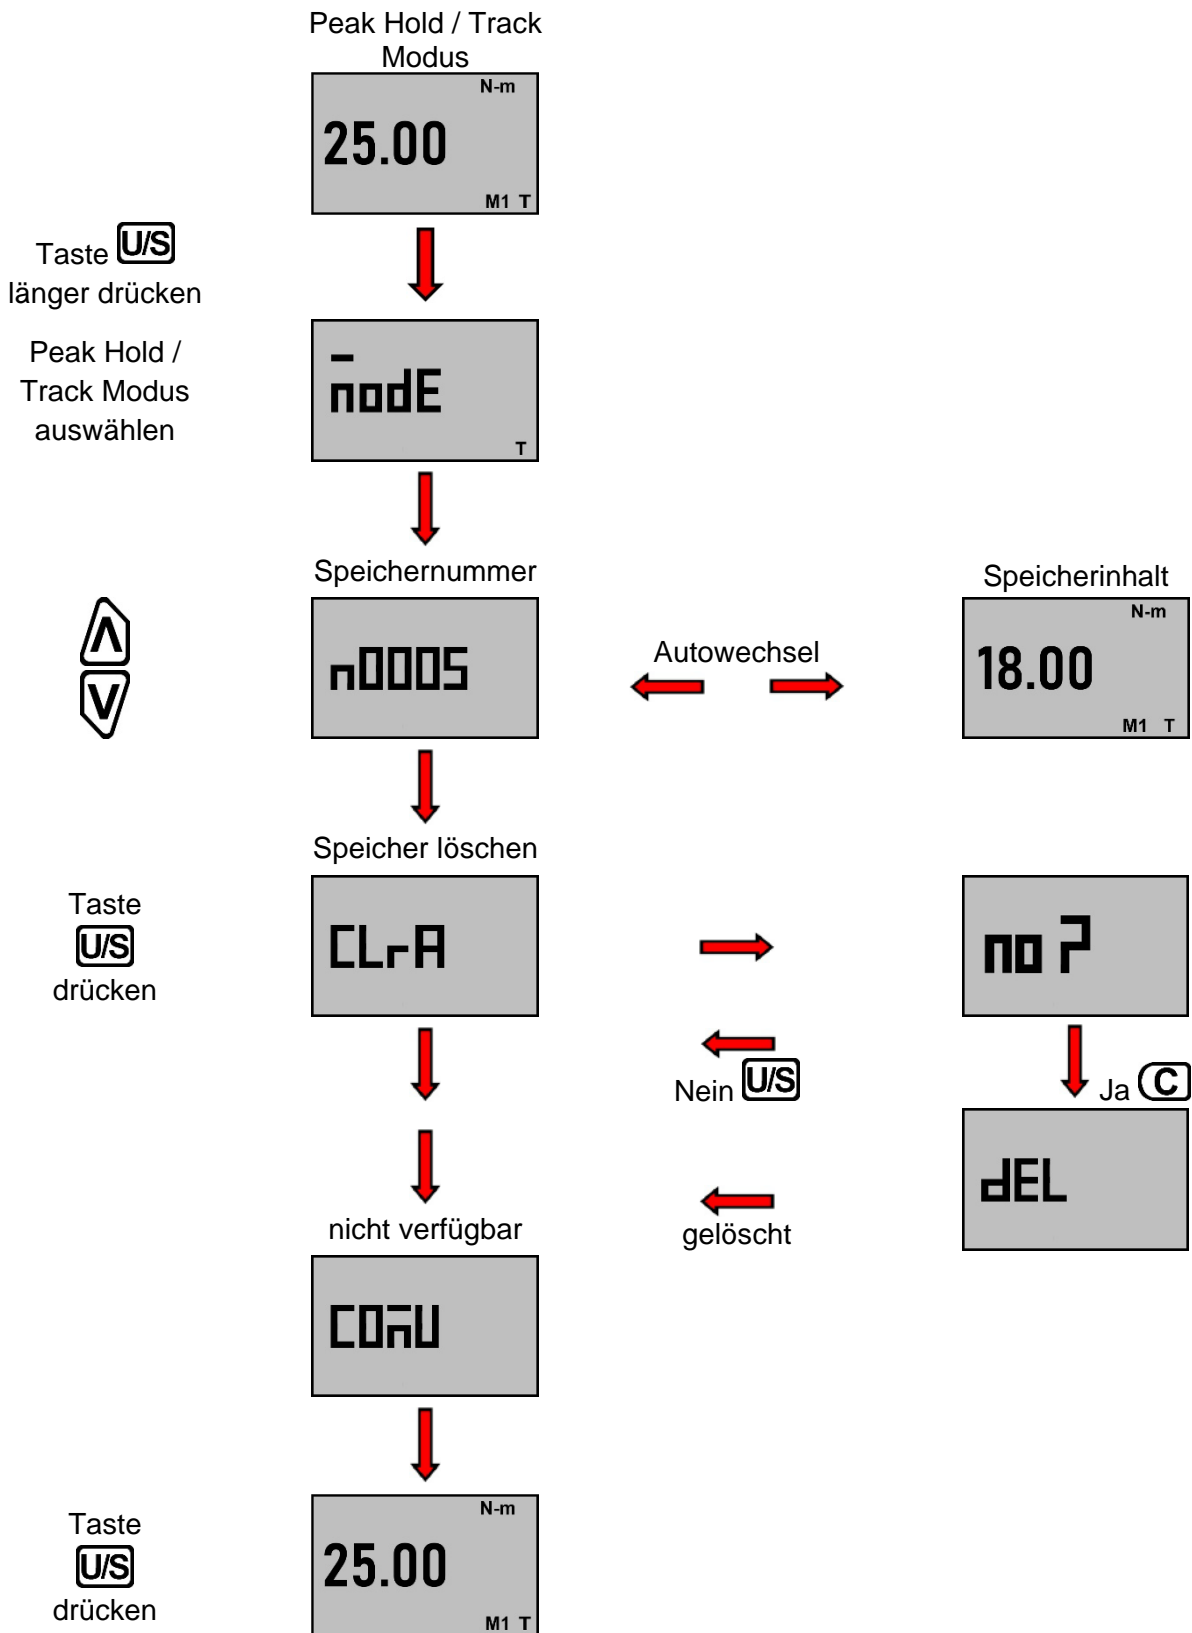 Peak Hold / Track
Modus
N-m
25.00
M1 T
Taste U/S
länger drücken
Peak Hold /
Track Modus
auswählen
n̅odE
T
Speichernummer
n0005
Autowechsel
Speicherinhalt
N-m
18.00
M1 T
Speicher löschen
Taste
U/S
drücken
CLrA
no ?
Nein U/S
Ja C
dEL
gelöscht
nicht verfügbar
COn̅U
Taste
U/S
drücken
N-m
25.00
M1 T